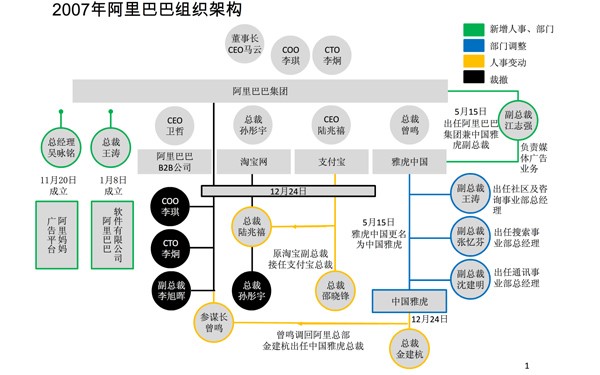 2007年阿里巴巴组织架构
新增人事、部门
部门调整
人事变动
裁撤
董事长
CEO马云
COO
李琪
CTO
李炯
阿里巴巴集团
5月15日
出任阿里巴巴
集团兼中国雅
虎副总裁
副总裁
江志强
负责媒
体广告
业务
总经理
吴咏铭
总裁
王涛
CEO
卫哲
总裁
孙彤宇
CEO
陆兆禧
总裁
曾鸣
阿里巴巴
B2B公司
淘宝网
支付宝
雅虎中国
11月20日
成立
1月8日
成立
12月24日
阿里妈妈
广告平台
阿里巴巴
软件有限公司
COO
李琪
CTO
李炯
副总裁
李旭晖
总裁
陆兆禧
总裁
孙彤宇
原淘宝副总裁
接任支付宝总裁
总裁
邵晓锋
5月15日
雅虎中国更名
为中国雅虎
副总裁
王涛
出任社区及咨
询事业部总经
理
副总裁
张忆芬
出任搜索事
业部总经理
副总裁
沈建明
出任通讯事
业部总经理
中国雅虎
12月24日
参谋长
曾鸣
曾鸣调回阿里总部
金建杭出任中国雅虎总裁
总裁
金建杭
1